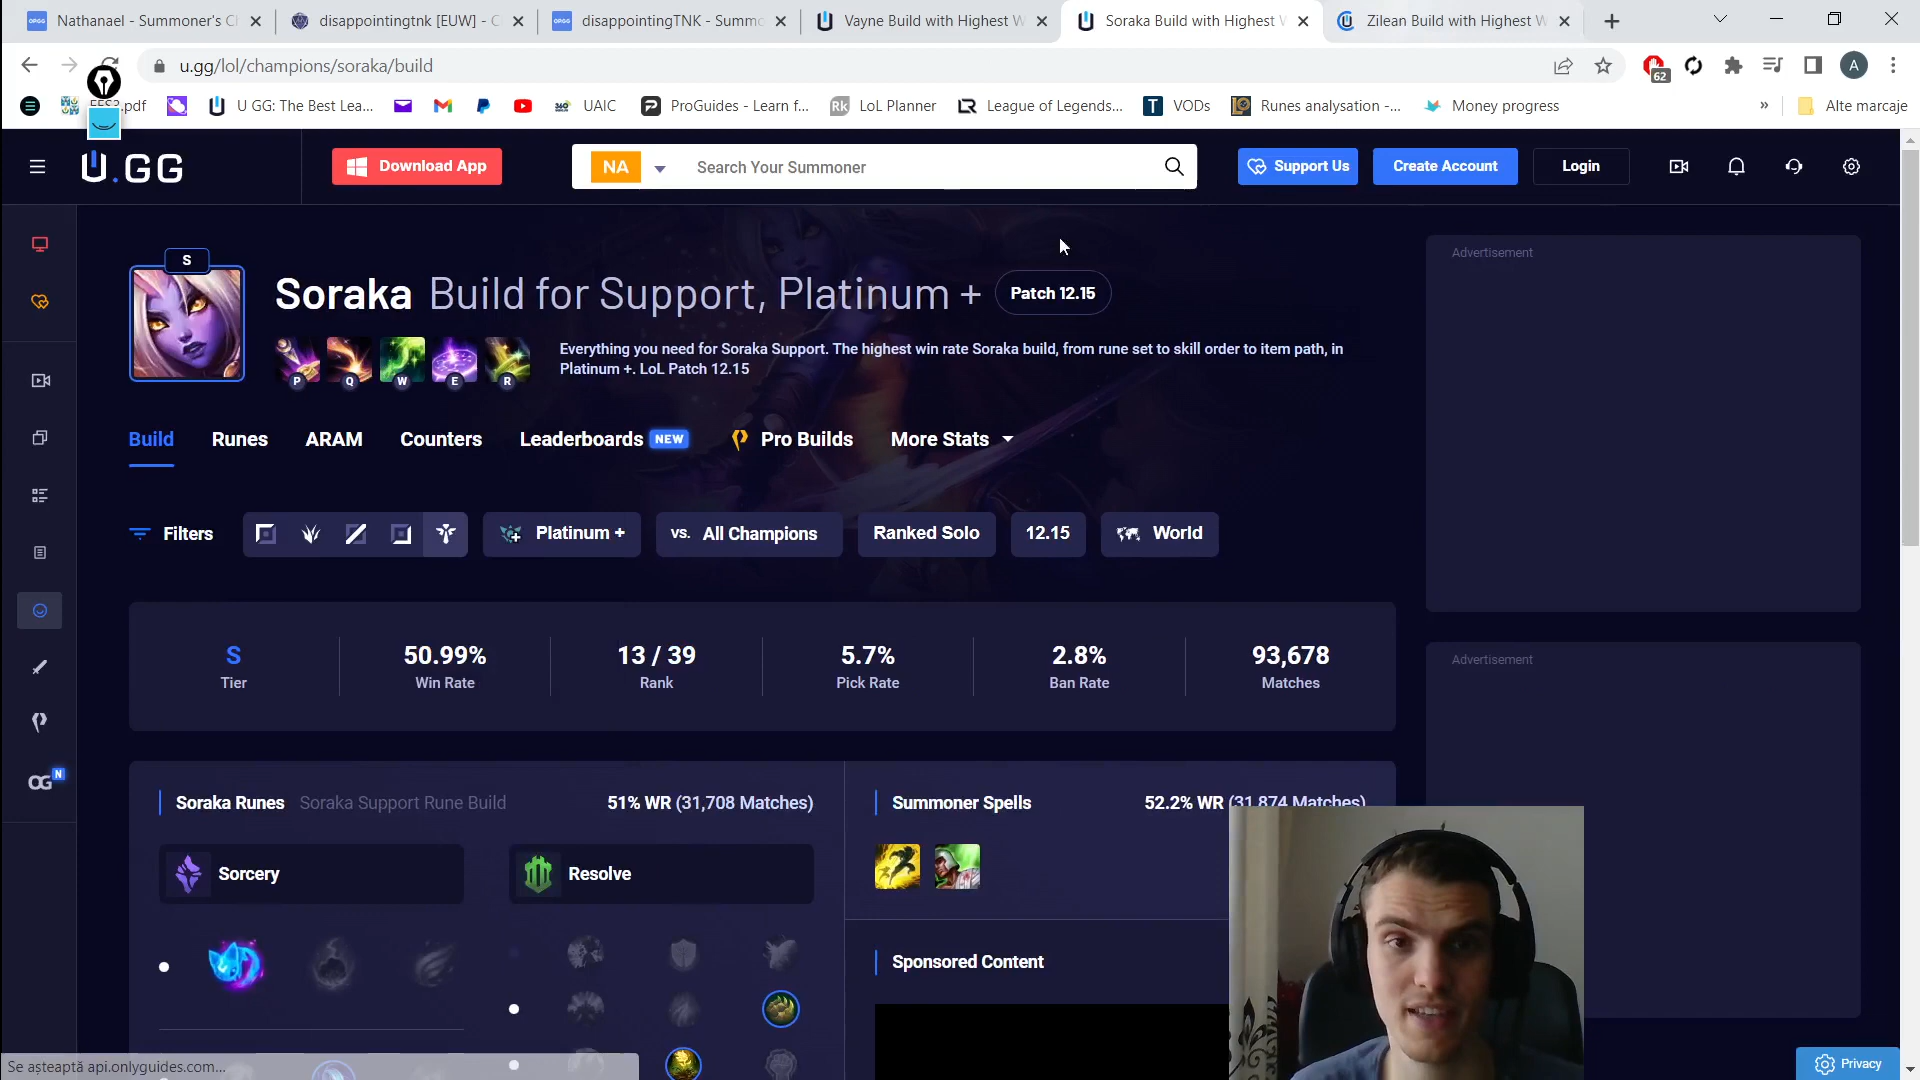 Nathanael - Summoner's C
disappointingtnk [EUW] - C
disappointingTNK - Summo
Vayne Build with Highest W
Soraka Build with Highest
Zilean Build with Highest W
u.gg/lol/champions/soraka/build
62
A
.pdf
U GG: The Best Lea...
UAIC
ProGuides - Learn f...
LoL Planner
League of Legends...
VODs
Runes analysation -...
Money progress
»
Alte marcaje
U.GG
Download App
NA
Search Your Summoner
Support Us
Create Account
Login
S
Soraka Build for Support, Platinum +
Patch 12.15
P
Q
W
E
R
Everything you need for Soraka Support. The highest win rate Soraka build, from rune set to skill order to item path, in
Platinum +. LoL Patch 12.15
Build
Runes
ARAM
Counters
Leaderboards NEW
Pro Builds
More Stats
Filters
Platinum +
vs. All Champions
Ranked Solo
12.15
World
S
Tier
50.99%
Win Rate
13 / 39
Rank
5.7%
Pick Rate
2.8%
Ban Rate
93,678
Matches
OG N
Soraka Runes Soraka Support Rune Build
51% WR (31,708 Matches)
Sorcery
Resolve
Summoner Spells
52.2% WR (31,874 Matches)
Sponsored Content
Advertisement
Advertisement
Se așteaptă api.onlyguides.com...
Privacy